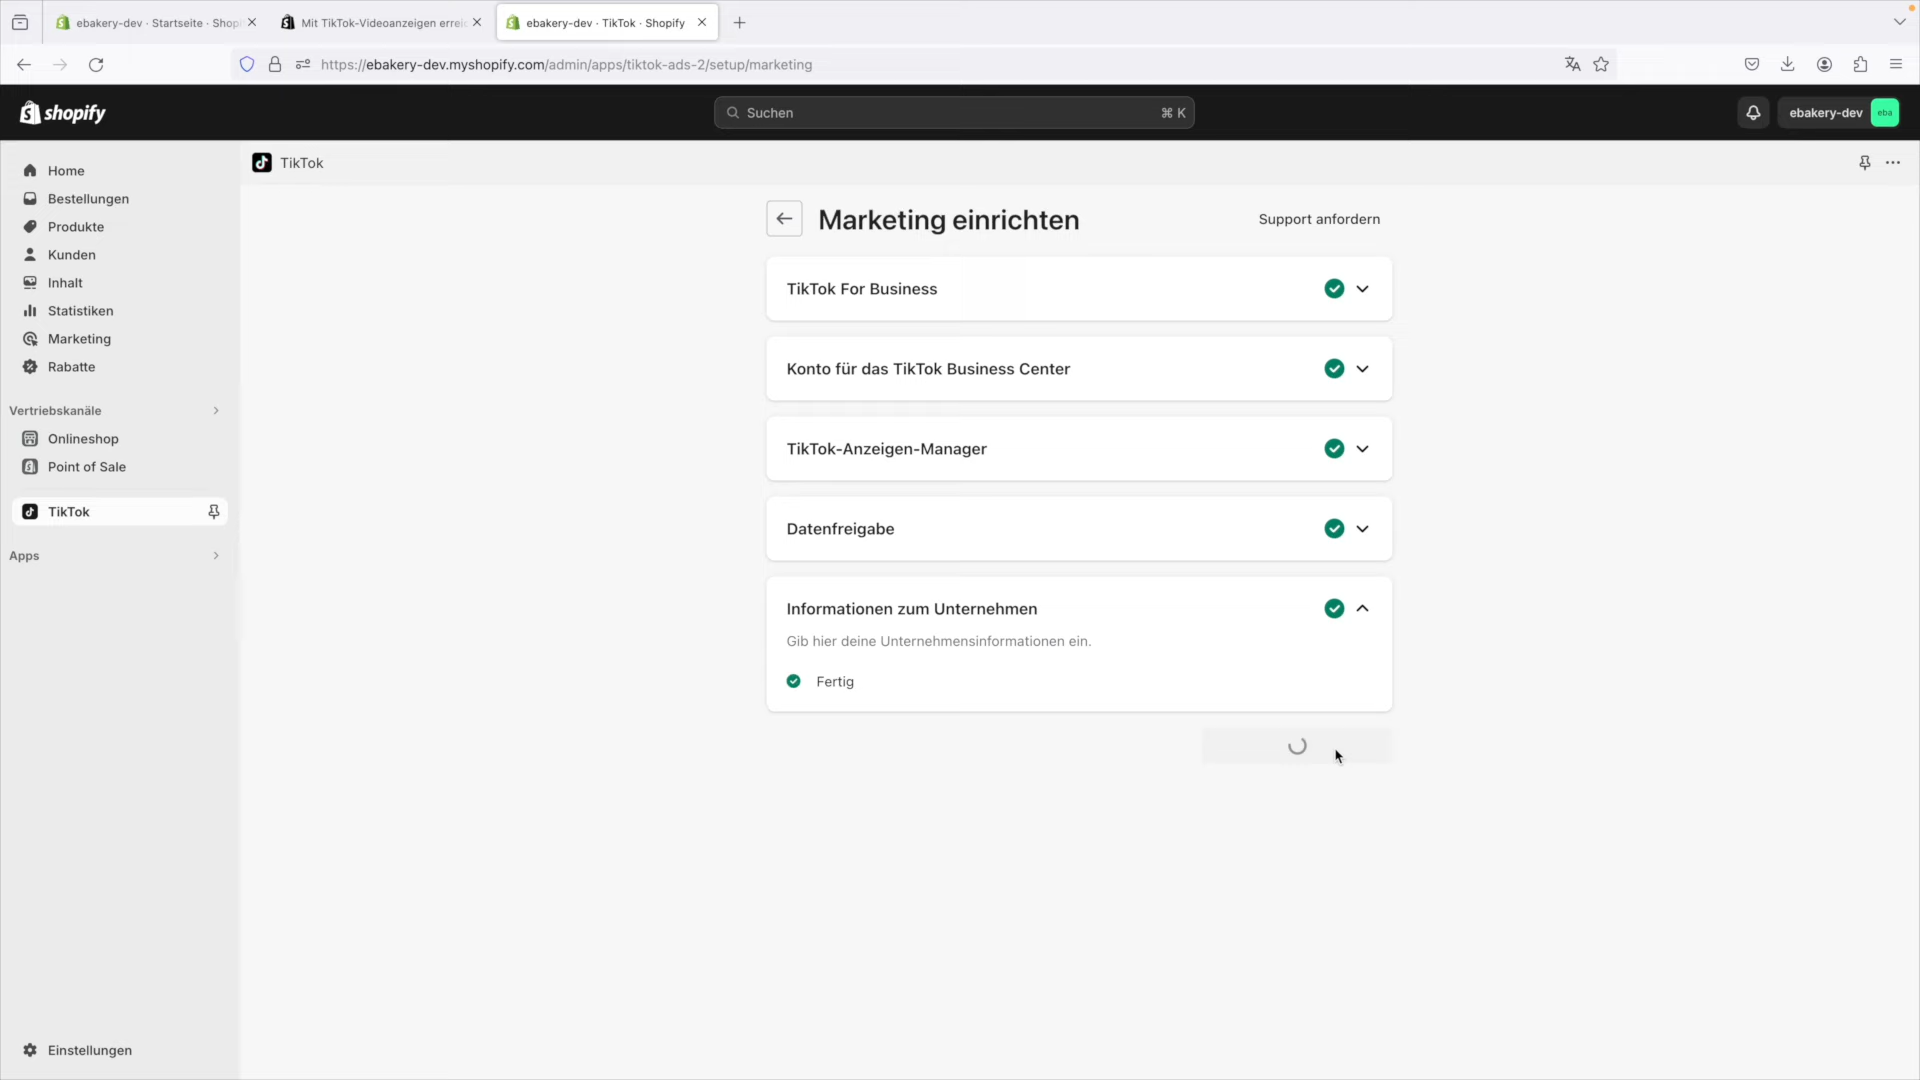 ebakery-dev · Startseite · Shopi
Mit TikTok-Videoanzeigen errei
ebakery-dev · TikTok · Shopify
https://ebakery-dev.myshopify.com/admin/apps/tiktok-ads-2/setup/marketing
shopify
Suchen
⌘ K
ebakery-dev
eba
Home
Bestellungen
Produkte
Kunden
Inhalt
Statistiken
Marketing
Rabatte
Vertriebskanäle
Onlineshop
Point of Sale
TikTok
Apps
Einstellungen
TikTok
Marketing einrichten
Support anfordern
TikTok For Business
Konto für das TikTok Business Center
TikTok-Anzeigen-Manager
Datenfreigabe
Informationen zum Unternehmen
Gib hier deine Unternehmensinformationen ein.
Fertig